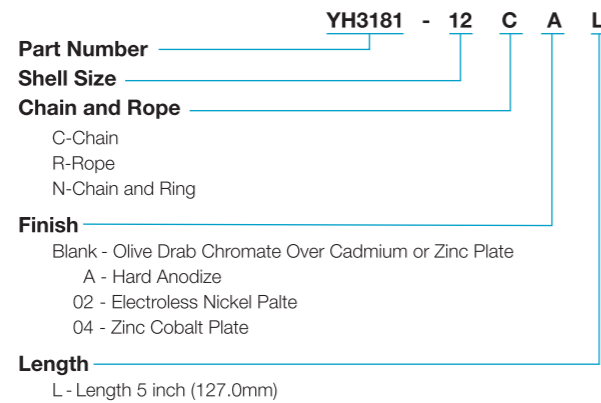 YH3181 - 12 C A L
Part Number
Shell Size
Chain and Rope
C-Chain
R-Rope
N-Chain and Ring
Finish
Blank - Olive Drab Chromate Over Cadmium or Zinc Plate
A - Hard Anodize
02 - Electroless Nickel Palte
04 - Zinc Cobalt Plate
Length
L - Length 5 inch (127.0mm)